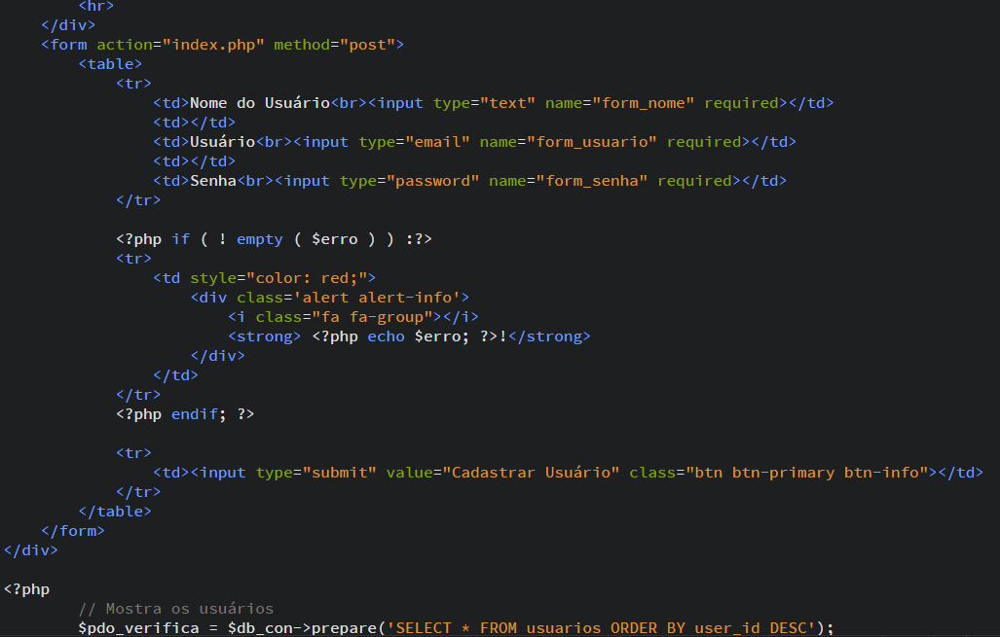 <hr>
</div>
<form action="index.php" method="post">
<table>
<tr>
<td>Nome do Usuário<br><input type="text" name="form_nome" required></td>
<td></td>
<td>Usuário<br><input type="email" name="form_usuario" required></td>
<td></td>
<td>Senha<br><input type="password" name="form_senha" required></td>
</tr>
<?php if ( ! empty ( $erro ) ) :?>
<tr>
<td style="color: red;">
<div class='alert alert-info'>
<i class="fa fa-group"></i>
<strong> <?php echo $erro; ?>!</strong>
</div>
</td>
</tr>
<?php endif; ?>
<tr>
<td><input type="submit" value="Cadastrar Usuário" class="btn btn-primary btn-info"></td>
</tr>
</table>
</form>
</div>
<?php
// Mostra os usuários
$pdo_verifica = $db_con->prepare('SELECT * FROM usuarios ORDER BY user_id DESC');